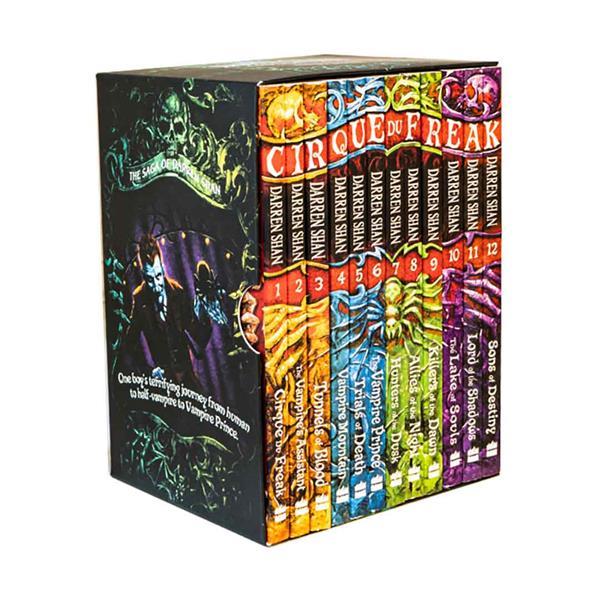 THE SAGA OF DARREN SHAN
One boy's terrifying journey from human
to half-vampire to Vampire Prince.
CIRQUE DU FREAK
DARREN SHAN 1 Cirque Du Freak
DARREN SHAN 2 The Vampire's Assistant
DARREN SHAN 3 Tunnels of Blood
DARREN SHAN 4 Vampire Mountain
DARREN SHAN 5 Trials of Death
DARREN SHAN 6 The Vampire Prince
DARREN SHAN 7 Hunters of the Dusk
DARREN SHAN 8 Allies of the Night
DARREN SHAN 9 Killers of the Dawn
DARREN SHAN 10 The Lake of Souls
DARREN SHAN 11 Lord of the Shadows
DARREN SHAN 12 Sons of Destiny